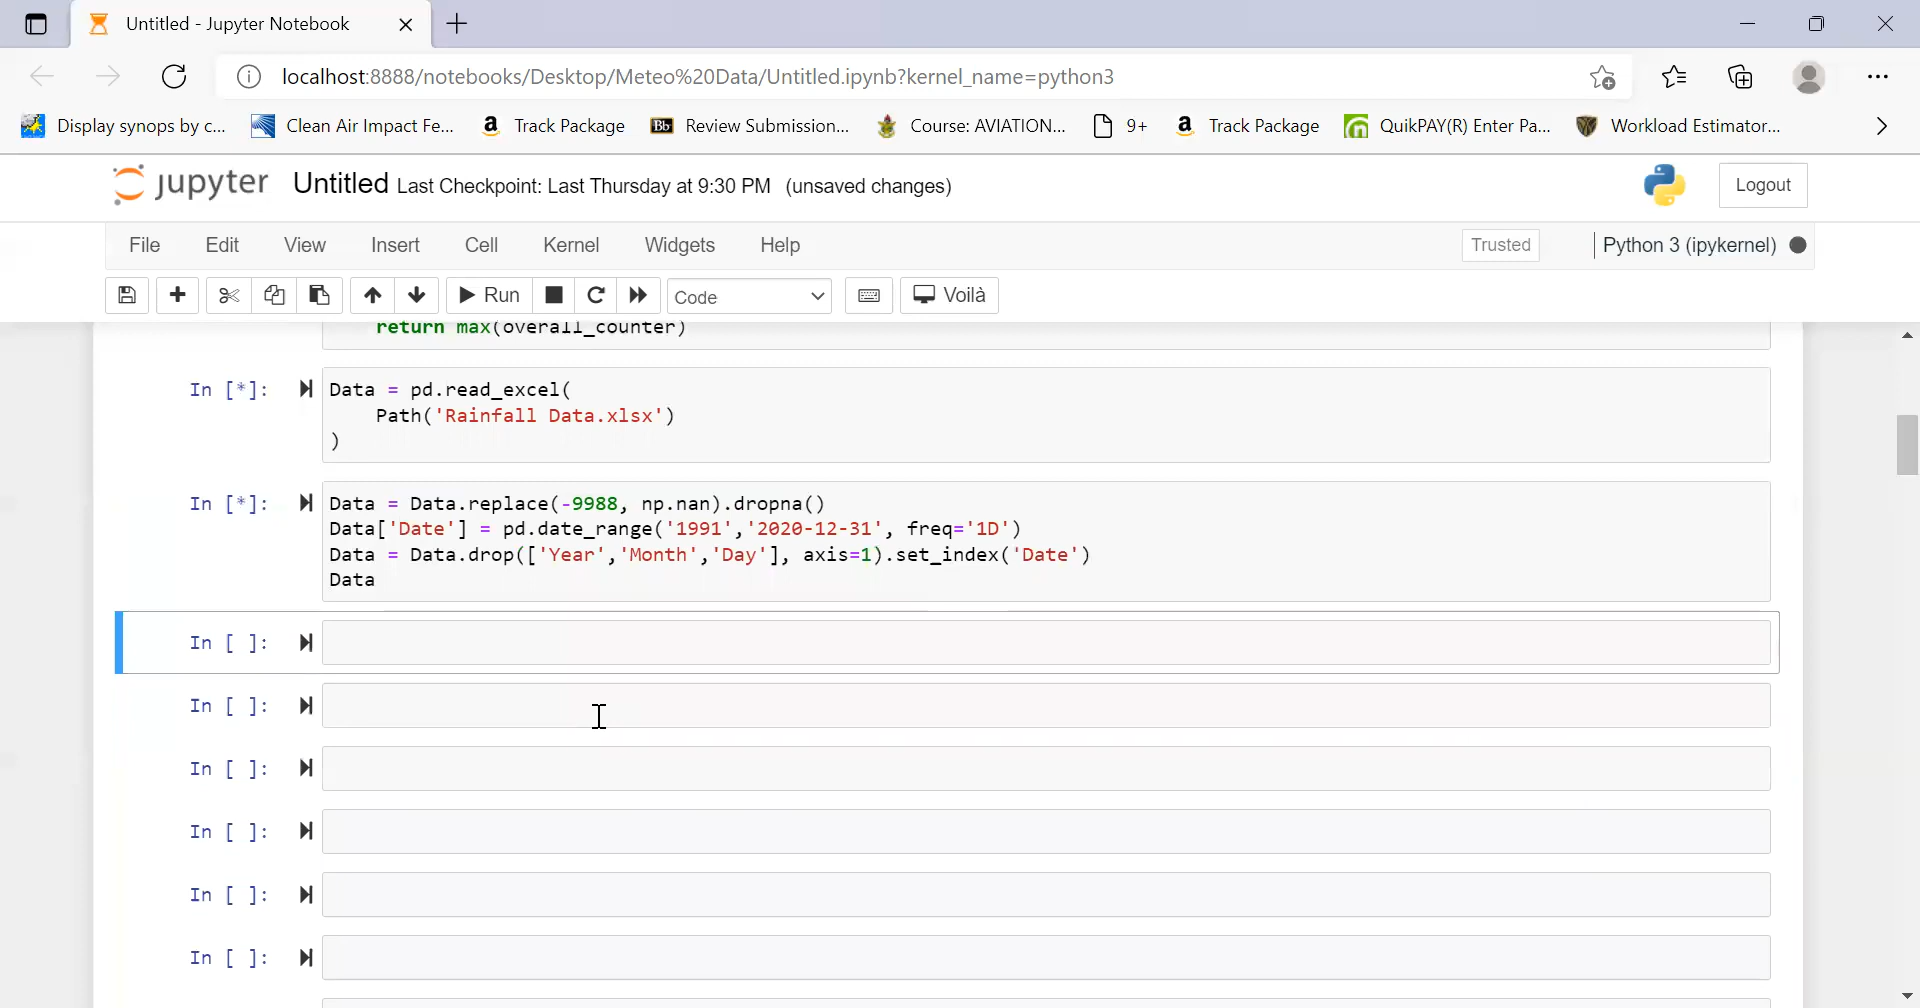 Untitled - Jupyter Notebook
localhost:8888/notebooks/Desktop/Meteo%20Data/Untitled.ipynb?kernel_name=python3
Display synops by c... Clean Air Impact Fe... Track Package Bb Review Submission... Course: AVIATION... 9+ Track Package QuikPAY(R) Enter Pa... Workload Estimator...
jupyter Untitled Last Checkpoint: Last Thursday at 9:30 PM (unsaved changes) Logout
File Edit View Insert Cell Kernel Widgets Help Trusted Python 3 (ipykernel)
Run Code Voilà
return max(overall_counter)
In [*]: Data = pd.read_excel(
Path('Rainfall Data.xlsx')
)
In [*]: Data = Data.replace(-9988, np.nan).dropna()
Data['Date'] = pd.date_range('1991','2020-12-31', freq='1D')
Data = Data.drop(['Year','Month','Day'], axis=1).set_index('Date')
Data
In [ ]:
In [ ]:
In [ ]:
In [ ]:
In [ ]:
In [ ]: